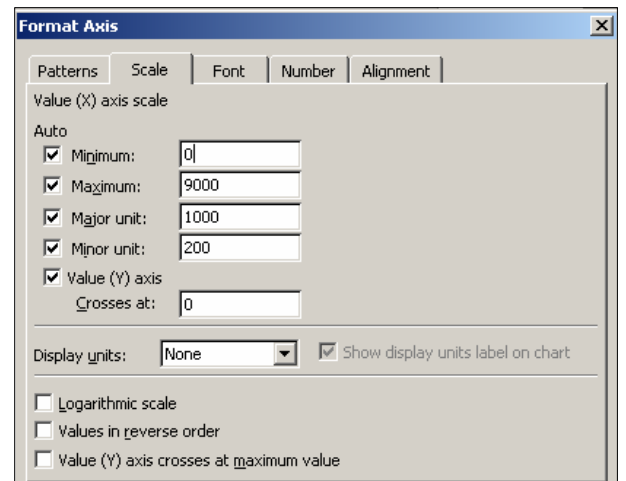 Format Axis
Patterns Scale Font Number Alignment
Value (X) axis scale
Auto
Minimum: 0
Maximum: 9000
Major unit: 1000
Minor unit: 200
Value (Y) axis
Crosses at: 0
Display units: None Show display units label on chart
Logarithmic scale
Values in reverse order
Value (Y) axis crosses at maximum value